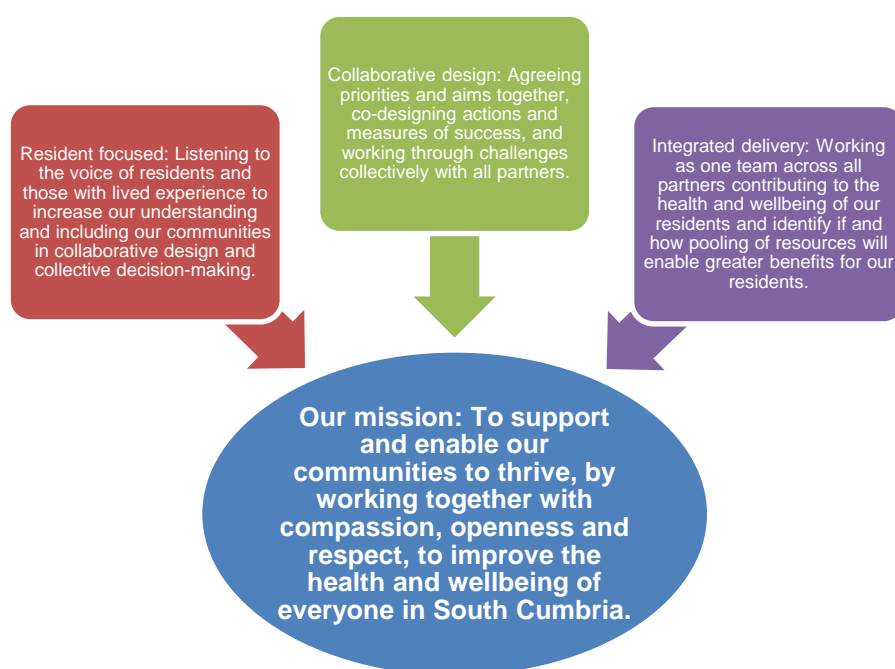 Resident focused: Listening to
the voice of residents and
those with lived experience to
increase our understanding
and including our communities
in collaborative design and
collective decision-making.
Collaborative design: Agreeing
priorities and aims together,
co-designing actions and
measures of success, and
working through challenges
collectively with all partners.
Integrated delivery: Working
as one team across all
partners contributing to the
health and wellbeing of our
residents and identify if and
how pooling of resources will
enable greater benefits for our
residents.
Our mission: To support
and enable our
communities to thrive, by
working together with
compassion, openness and
respect, to improve the
health and wellbeing of
everyone in South Cumbria.